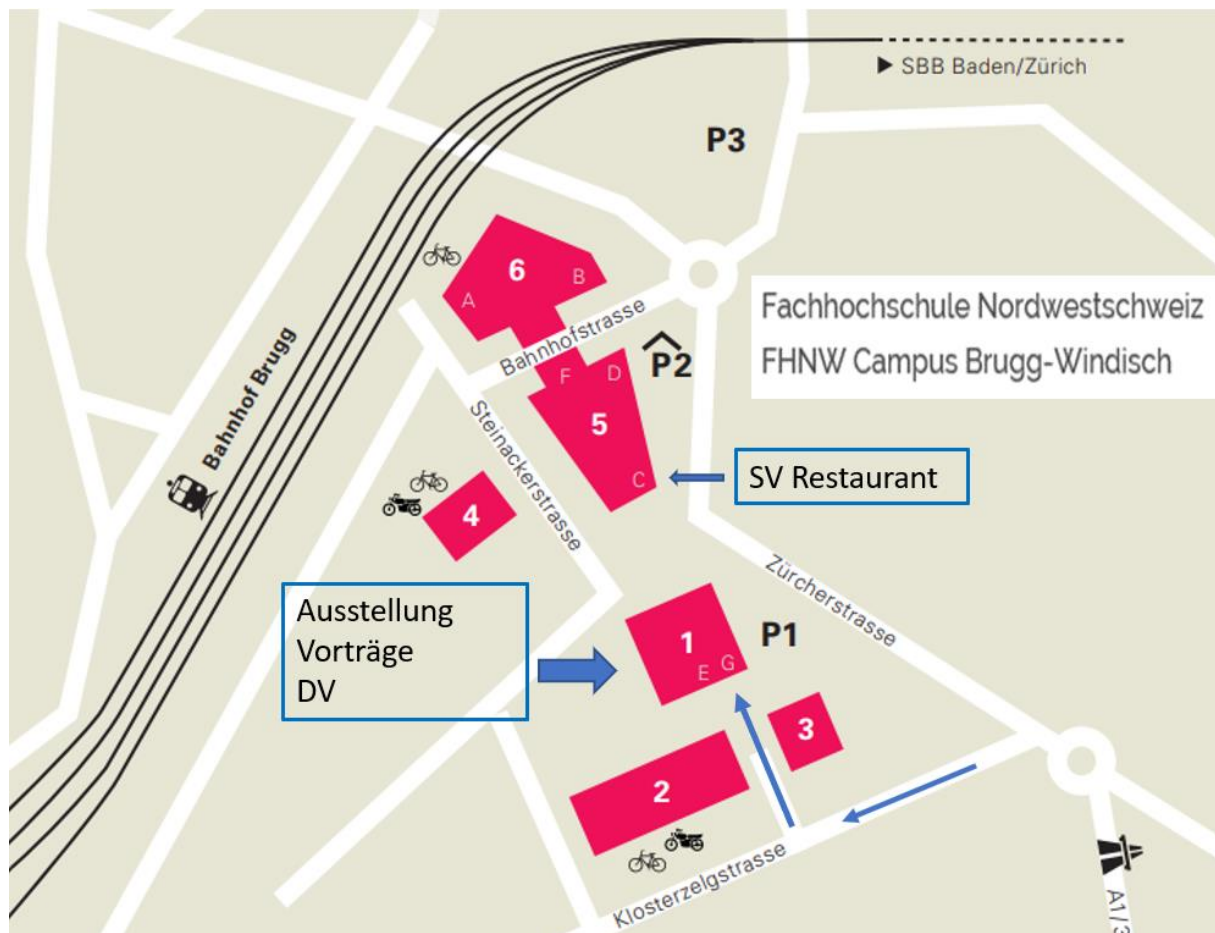 SBB Baden/Zürich
P3
6
A
B
Bahnhofstrasse
Fachhochschule Nordwestschweiz
FHNW Campus Brugg-Windisch
P2
F
D
5
C
Bahnhof Brugg
Steinackerstrasse
SV Restaurant
4
Zürcherstrasse
Ausstellung
Vorträge
DV
1
E
G
P1
3
2
Klosterzelgstrasse
A1/3